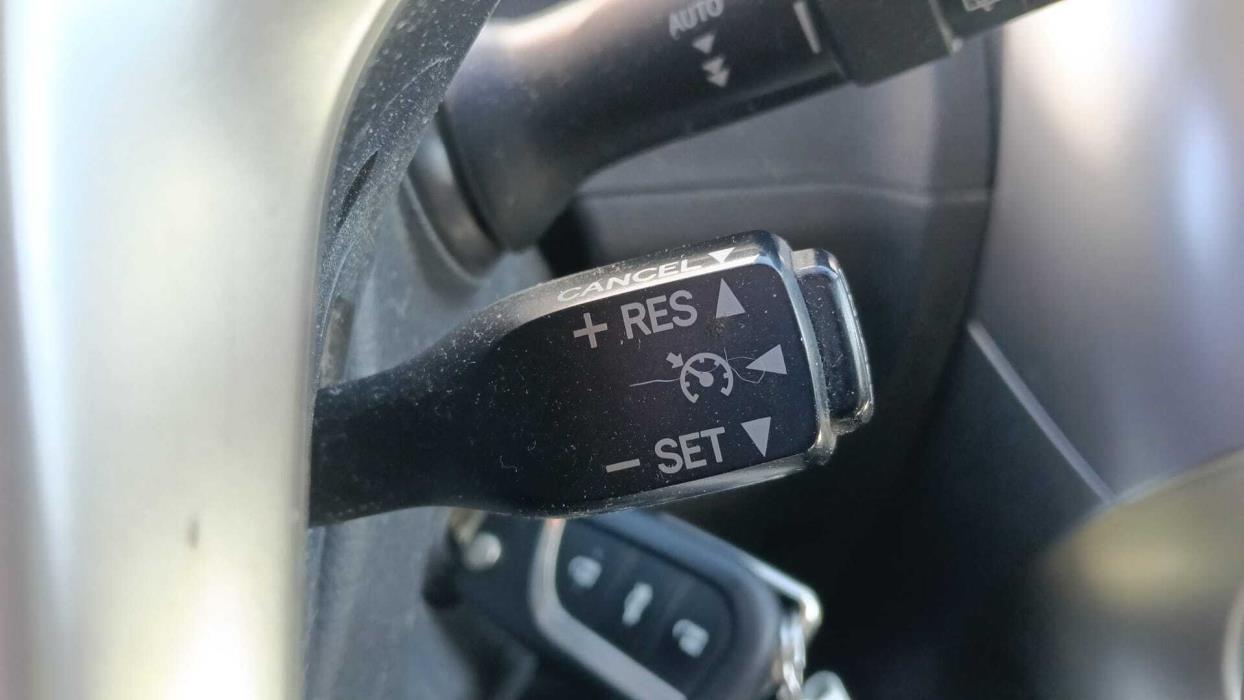 AUTO
CANCEL
+ RES
− SET